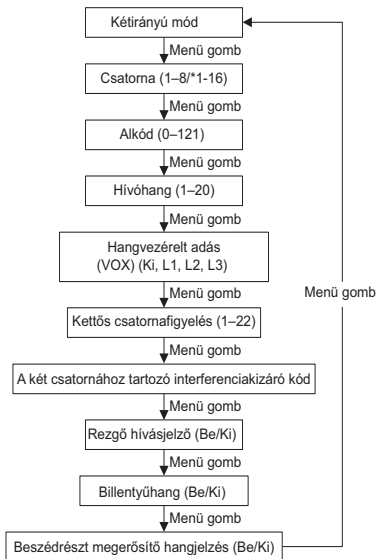 Kétirányú mód
Menü gomb
Csatorna (1–8/*1-16)
Menü gomb
Alkód (0–121)
Menü gomb
Hívóhang (1–20)
Menü gomb
Hangvezérelt adás
(VOX) (Ki, L1, L2, L3)
Menü gomb
Menü gomb
Kettős csatornafigyelés (1–22)
Menü gomb
A két csatornához tartozó interferenciakizáró kód
Menü gomb
Rezgő hívásjelző (Be/Ki)
Menü gomb
Billentyűhang (Be/Ki)
Menü gomb
Beszédrészt megerősítő hangjelzés (Be/Ki)